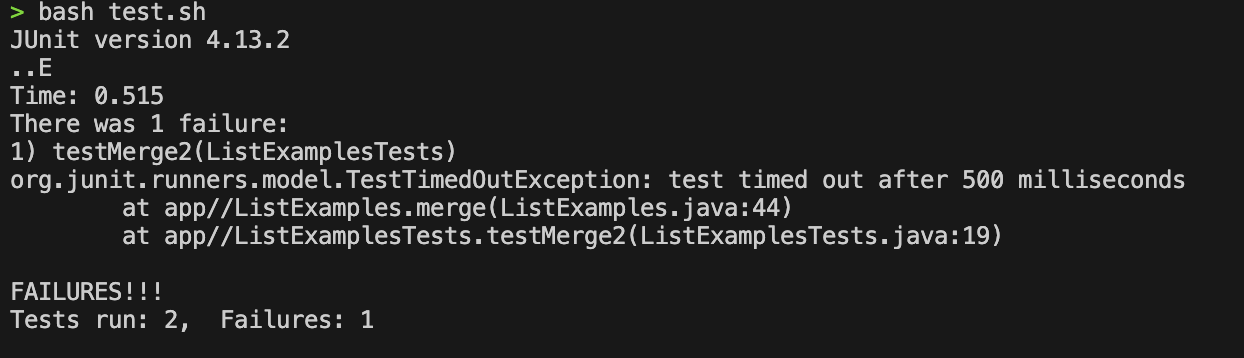 > bash test.sh
JUnit version 4.13.2
..E
Time: 0.515
There was 1 failure:
1) testMerge2(ListExamplesTests)
org.junit.runners.model.TestTimedOutException: test timed out after 500 milliseconds
        at app//ListExamples.merge(ListExamples.java:44)
        at app//ListExamplesTests.testMerge2(ListExamplesTests.java:19)

FAILURES!!!
Tests run: 2,  Failures: 1